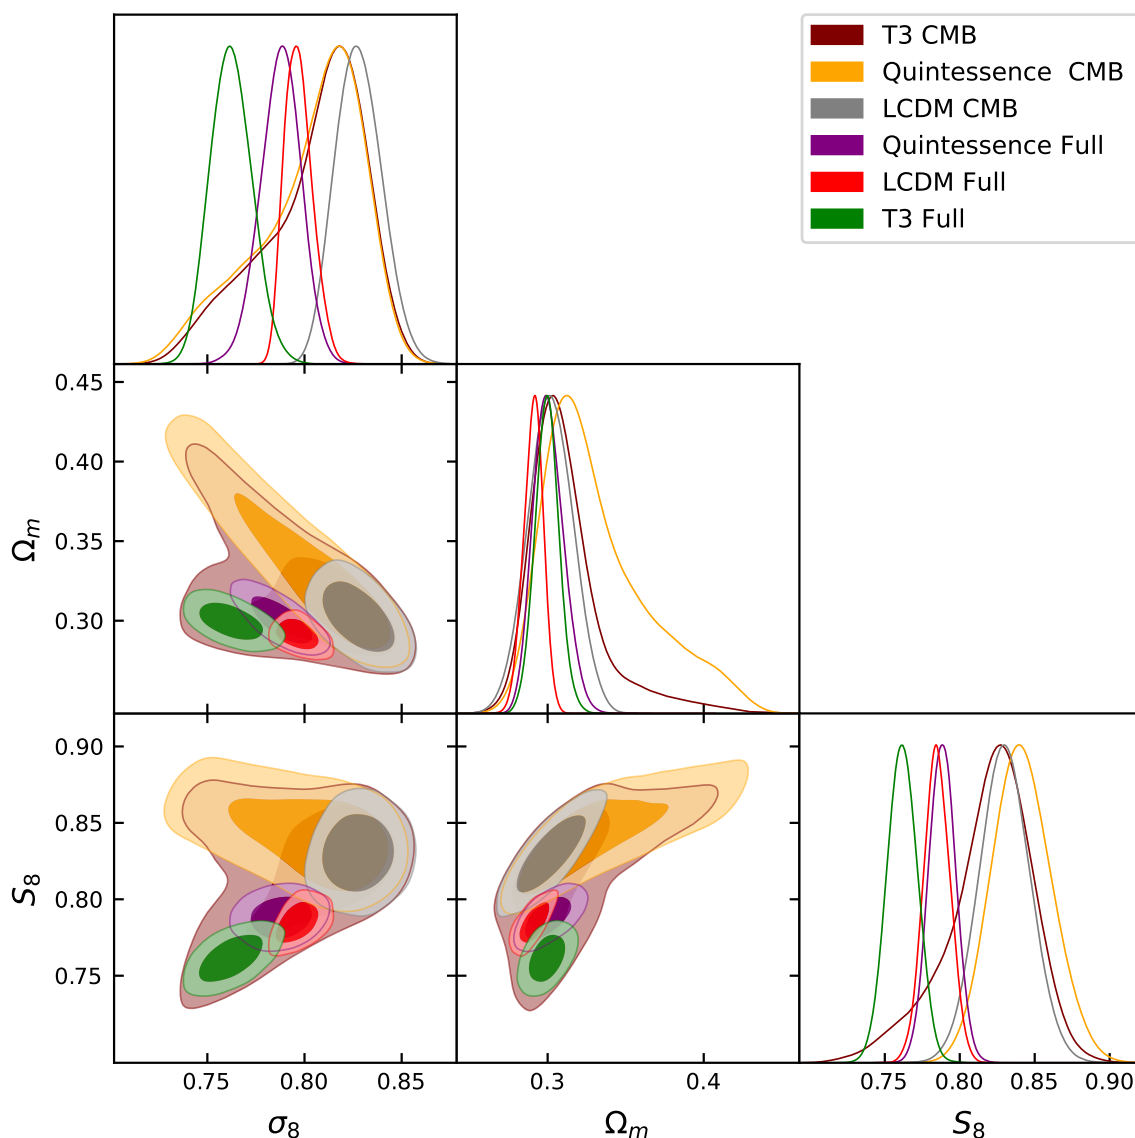 T3 CMB
Quintessence  CMB
LCDM CMB
Quintessence Full
LCDM Full
T3 Full
0.45
0.40
0.35
0.30
Ωm
0.90
0.85
0.80
0.75
S8
0.75 0.80 0.85
0.3 0.4
0.75 0.80 0.85 0.90
σ8
Ωm
S8